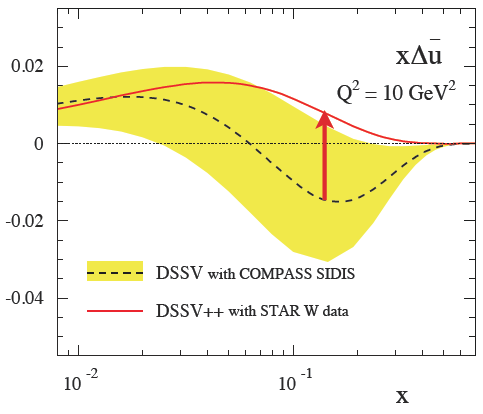 xΔū
Q² = 10 GeV²
0.02
0
-0.02
-0.04
DSSV with COMPASS SIDIS
DSSV++ with STAR W data
10⁻²
10⁻¹
x